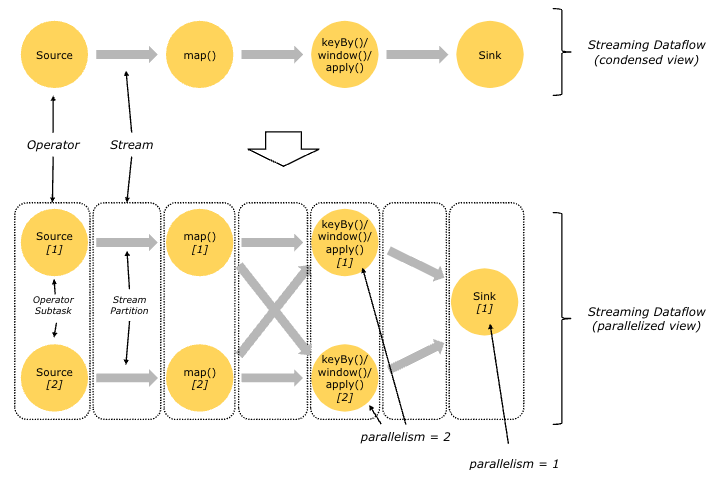 Source
map()
keyBy()/
window()/
apply()
Sink
Streaming Dataflow
(condensed view)
Operator
Stream
Source
[1]
map()
[1]
keyBy()/
window()/
apply()
[1]
Operator
Subtask
Stream
Partition
Sink
[1]
Streaming Dataflow
(parallelized view)
Source
[2]
map()
[2]
keyBy()/
window()/
apply()
[2]
parallelism = 2
parallelism = 1